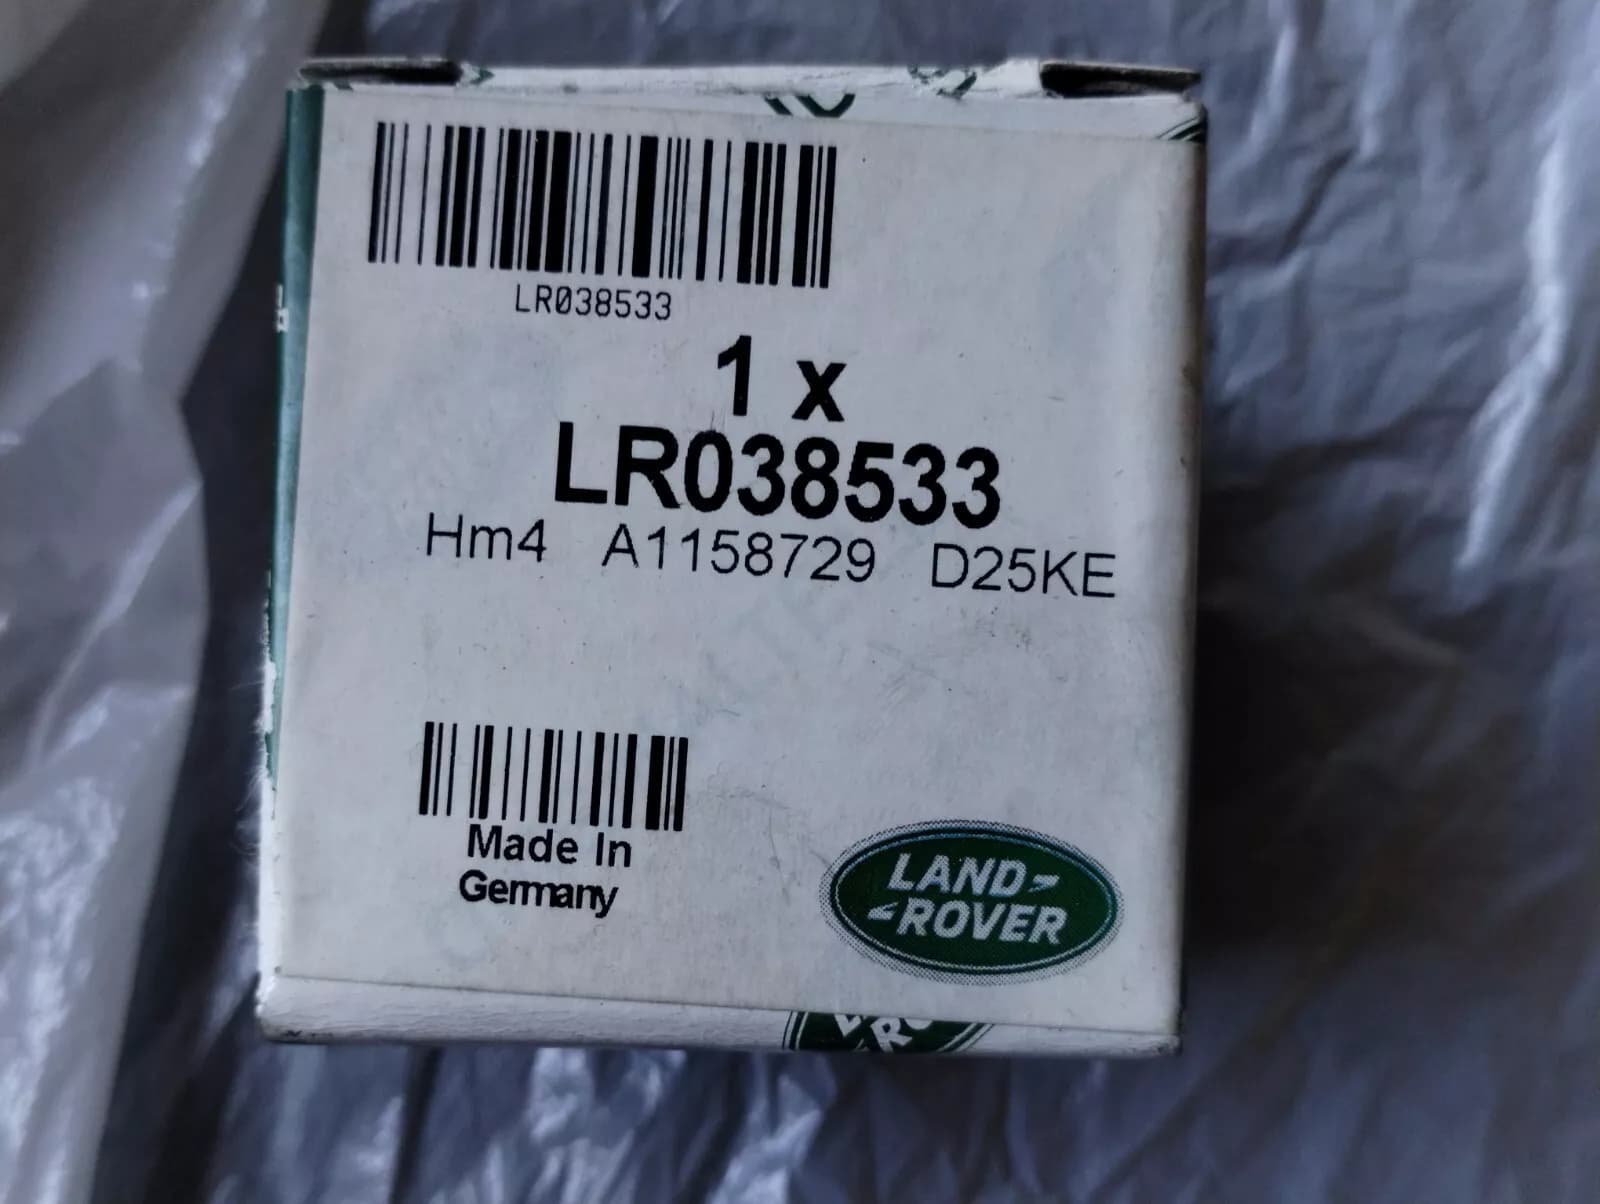 LR038533
1 x
LR038533
Hm4 A1158729 D25KE
Made In
Germany
LAND-
-ROVER